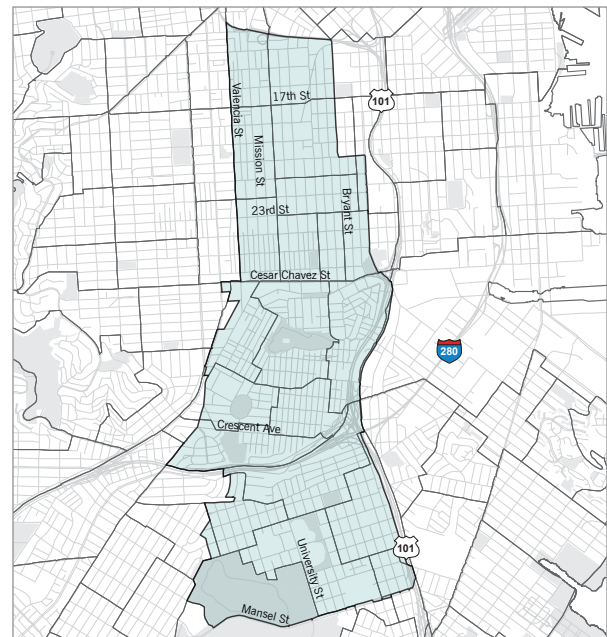 17th St
101
Valencia St
Mission St
Bryant St
23rd St
Cesar Chavez St
280
Crescent Ave
University St
101
Mansel St